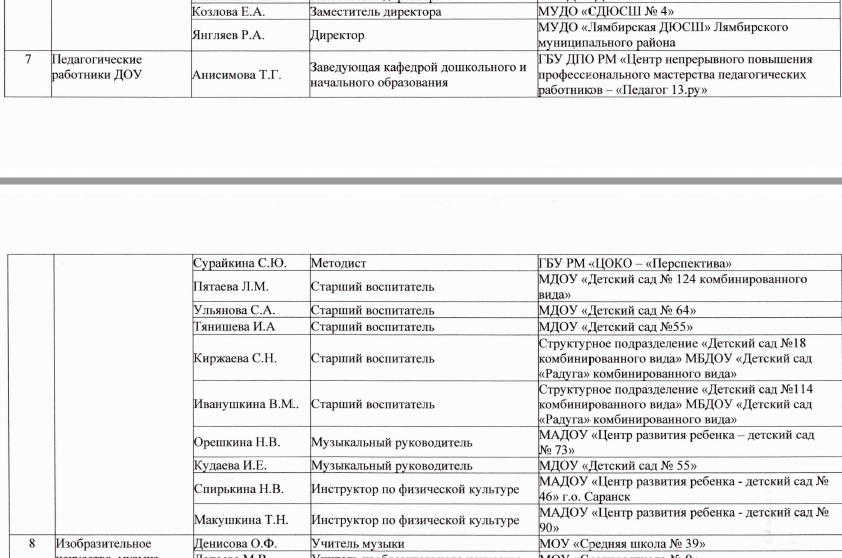 Козлова Е.А. Заместитель директора МУДО «СДЮСШ № 4»
Янгляев Р.А. Директор МУДО «Лямбирская ДЮСШ» Лямбирского
муниципального района
7 Педагогические
работники ДОУ
Анисимова Т.Г. Заведующая кафедрой дошкольного и
начального образования
ГБУ ДПО РМ «Центр непрерывного повышения
профессионального мастерства педагогических
работников – «Педагог 13.ру»
Сурайкина С.Ю. Методист ГБУ РМ «ЦОКО – «Перспектива»
Пятаева Л.М. Старший воспитатель МДОУ «Детский сад № 124 комбинированного
вида»
Ульянова С.А. Старший воспитатель МДОУ «Детский сад № 64»
Тянишева И.А Старший воспитатель МДОУ «Детский сад №55»
Киржаева С.Н. Старший воспитатель Структурное подразделение «Детский сад №18
комбинированного вида» МБДОУ «Детский сад
«Радуга» комбинированного вида»
Иванушкина В.М.. Старший воспитатель Структурное подразделение «Детский сад №114
комбинированного вида» МБДОУ «Детский сад
«Радуга» комбинированного вида»
Орешкина Н.В. Музыкальный руководитель МАДОУ «Центр развития ребенка – детский сад
№ 73»
Кудаева И.Е. Музыкальный руководитель МДОУ «Детский сад № 55»
Спирькина Н.В. Инструктор по физической культуре МАДОУ «Центр развития ребенка - детский сад №
46» г.о. Саранск
Макушкина Т.Н. Инструктор по физической культуре МАДОУ «Центр развития ребенка - детский сад №
90»
8 Изобразительное Денисова О.Ф. Учитель музыки МОУ «Средняя школа № 39»